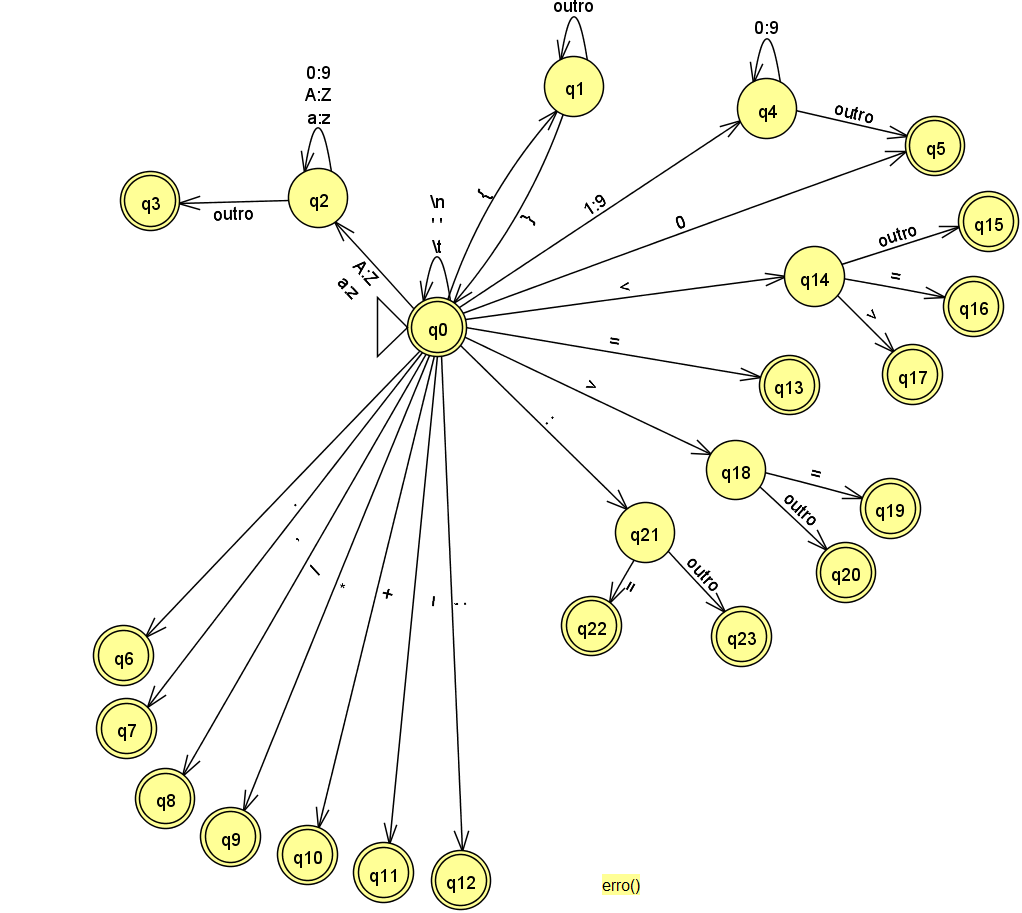 outro
q1
0:9
q4
outro
q5
0:9
A:Z
a:z
q2
outro
q3
\n
' '
\t
{
}
1:9
0
A:Z
a:z
q0
<
q14
outro
q15
=
q16
>
q17
=
q13
>
q18
=
q19
outro
q20
:
q21
=
q22
outro
q23
.
q6
,
q7
/
q8
*
q9
+
q10
-
q11
;
q12
erro()